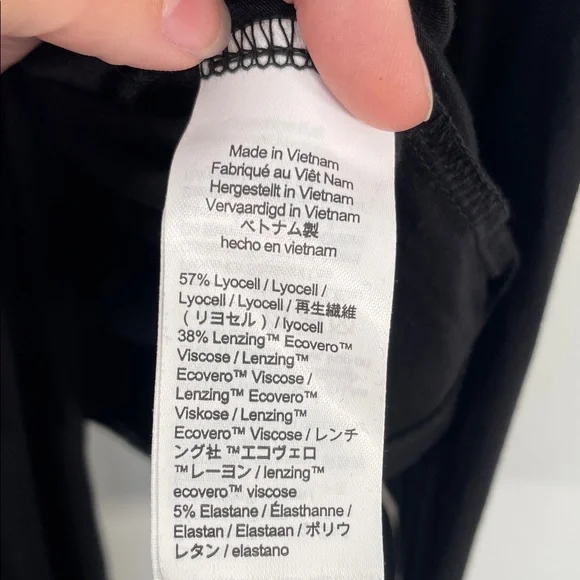 Made in Vietnam
Fabriqué au Viêt Nam
Hergestellt in Vietnam
Vervaardigd in Vietnam
ベトナム製
hecho en vietnam
57% Lyocell / Lyocell /
Lyocell / Lyocell / 再生繊維
( リヨセル ) / lyocell
38% Lenzing™ Ecovero™
Viscose / Lenzing™
Ecovero™ Viscose /
Lenzing™ Ecovero™
Viskose / Lenzing™
Ecovero™ Viscose / レンチ
ング社 ™エコヴェロ
™レーヨン / lenzing™
ecovero™ viscose
5% Elastane / Élasthanne /
Elastan / Elastaan / ポリウ
レタン / elastano